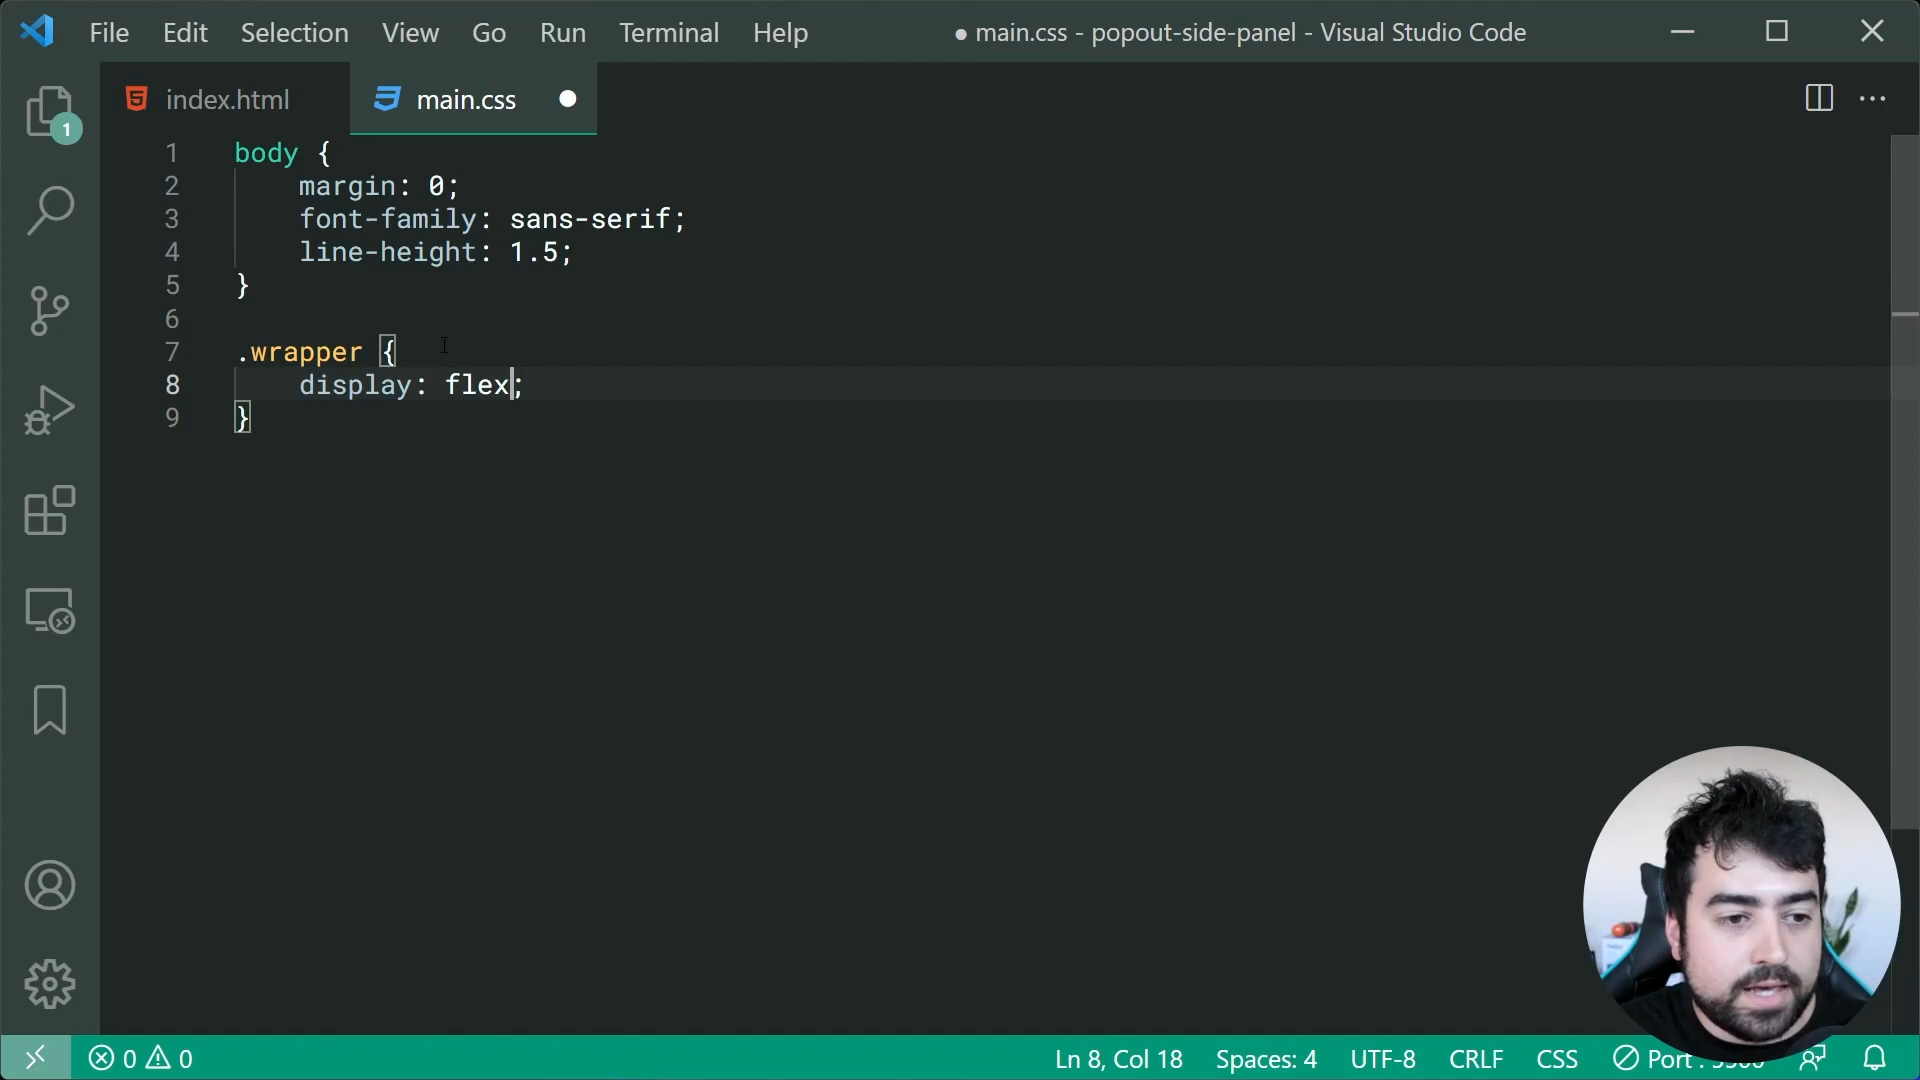 File Edit Selection View Go Run Terminal Help
● main.css - popout-side-panel - Visual Studio Code
index.html
main.css
1
1 body {
2 margin: 0;
3 font-family: sans-serif;
4 line-height: 1.5;
5 }
6
7 .wrapper {
8 display: flex;
9 }
0 0
Ln 8, Col 18 Spaces: 4 UTF-8 CRLF CSS Port :